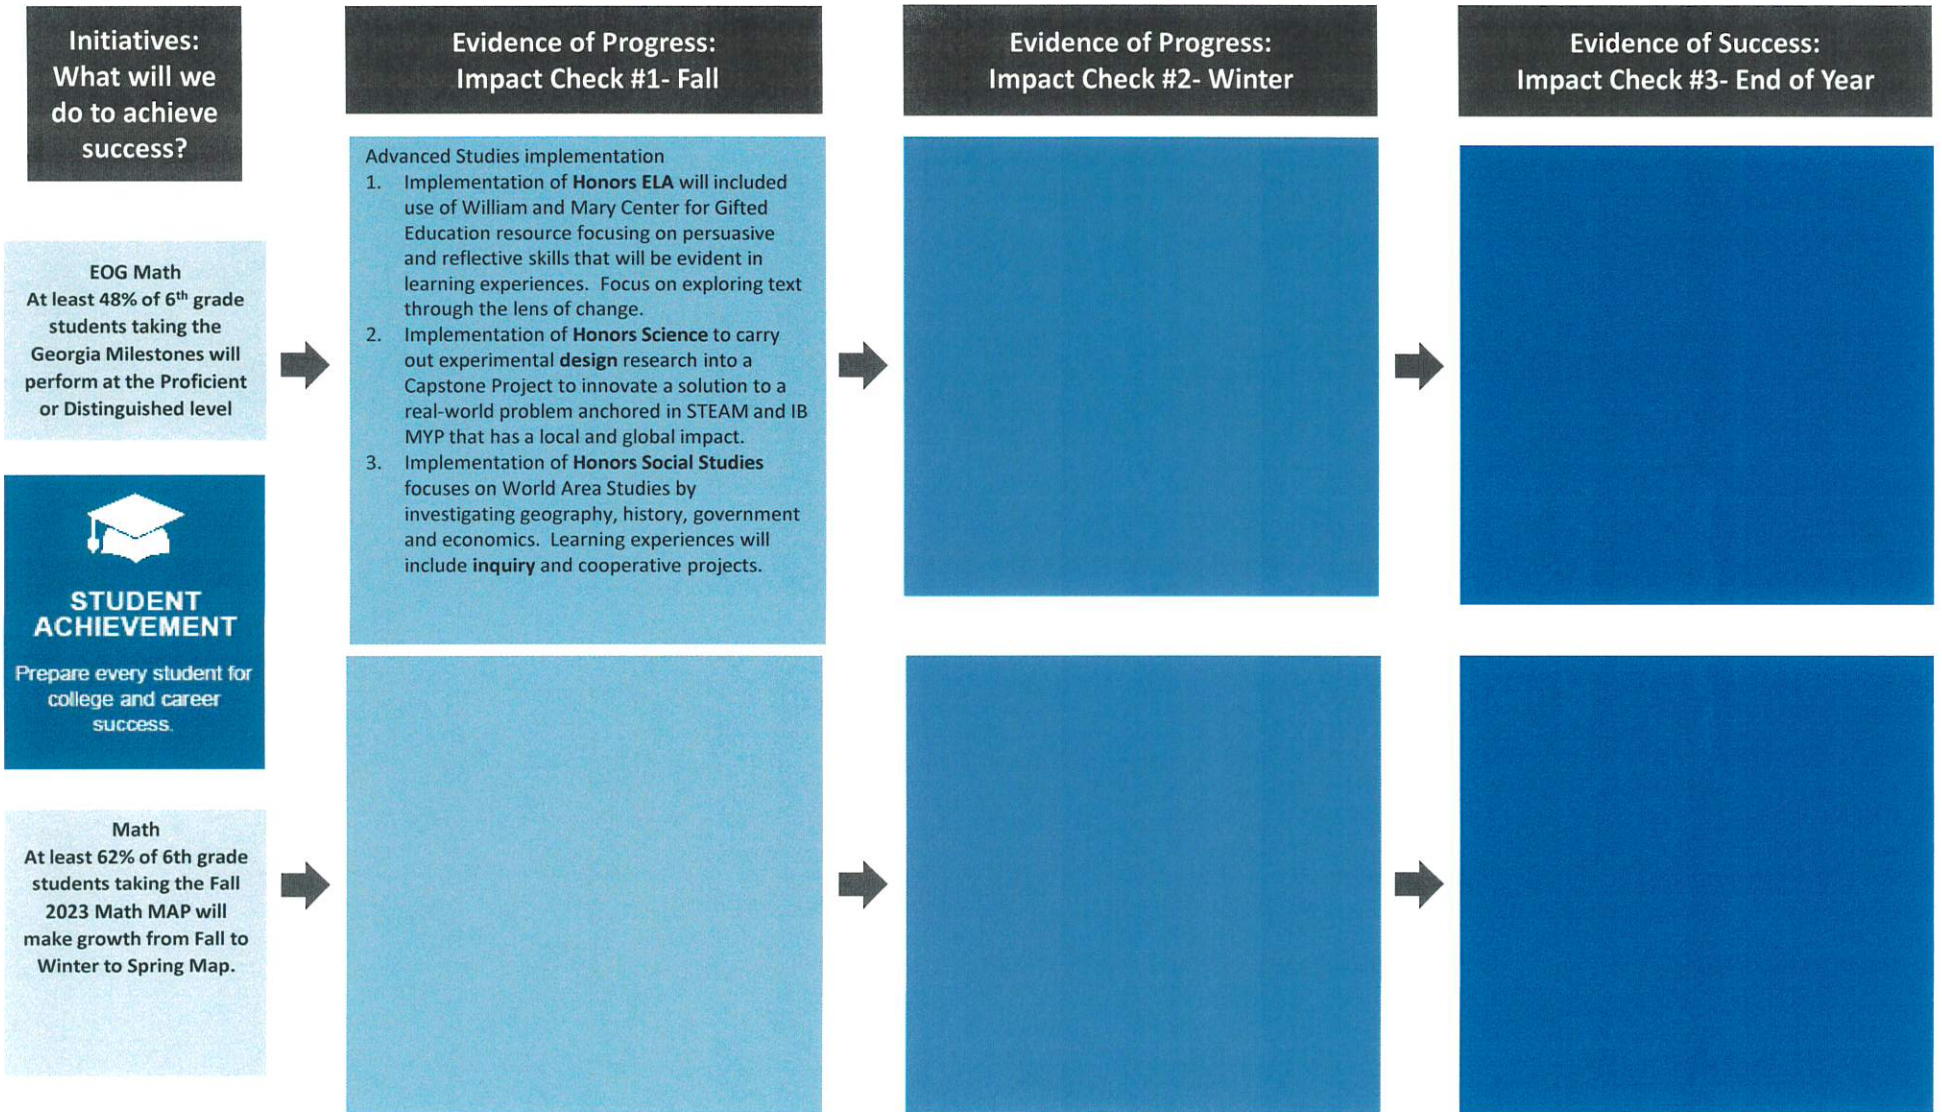 Initiatives:
What will we
do to achieve
success?
Evidence of Progress:
Impact Check #1- Fall
Evidence of Progress:
Impact Check #2- Winter
Evidence of Success:
Impact Check #3- End of Year
EOG Math
At least 48% of 6th grade
students taking the
Georgia Milestones will
perform at the Proficient
or Distinguished level
Advanced Studies implementation
1. Implementation of Honors ELA will included
use of William and Mary Center for Gifted
Education resource focusing on persuasive
and reflective skills that will be evident in
learning experiences. Focus on exploring text
through the lens of change.
2. Implementation of Honors Science to carry
out experimental design research into a
Capstone Project to innovate a solution to a
real-world problem anchored in STEAM and IB
MYP that has a local and global impact.
3. Implementation of Honors Social Studies
focuses on World Area Studies by
investigating geography, history, government
and economics. Learning experiences will
include inquiry and cooperative projects.
STUDENT
ACHIEVEMENT
Prepare every student for
college and career
success.
Math
At least 62% of 6th grade
students taking the Fall
2023 Math MAP will
make growth from Fall to
Winter to Spring Map.